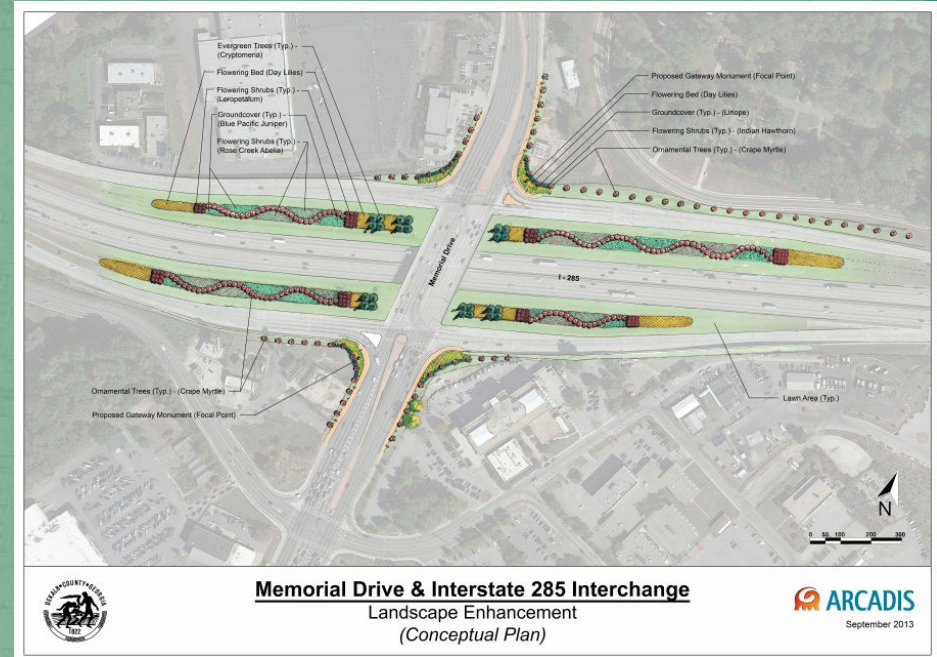 Evergreen Trees (Typ.) -
(Cryptomeria)
Flowering Bed (Day Lilies)
Flowering Shrubs (Typ.) -
(Loropetalum)
Groundcover (Typ.) -
(Blue Pacific Juniper)
Flowering Shrubs (Typ.) -
(Rose Creek Abelia)
Proposed Gateway Monument (Focal Point)
Flowering Bed (Day Lilies)
Groundcover (Typ.) - (Liriope)
Flowering Shrubs (Typ.) - (Indian Hawthorn)
Ornamental Trees (Typ.) - (Crape Myrtle)
Memorial Drive
I - 285
Ornamental Trees (Typ.) - (Crape Myrtle)
Proposed Gateway Monument (Focal Point)
Lawn Area (Typ.)
N
0 50 100 200 300
DEKALB COUNTY GEORGIA
1822
Memorial Drive & Interstate 285 Interchange
Landscape Enhancement
(Conceptual Plan)
ARCADIS
September 2013